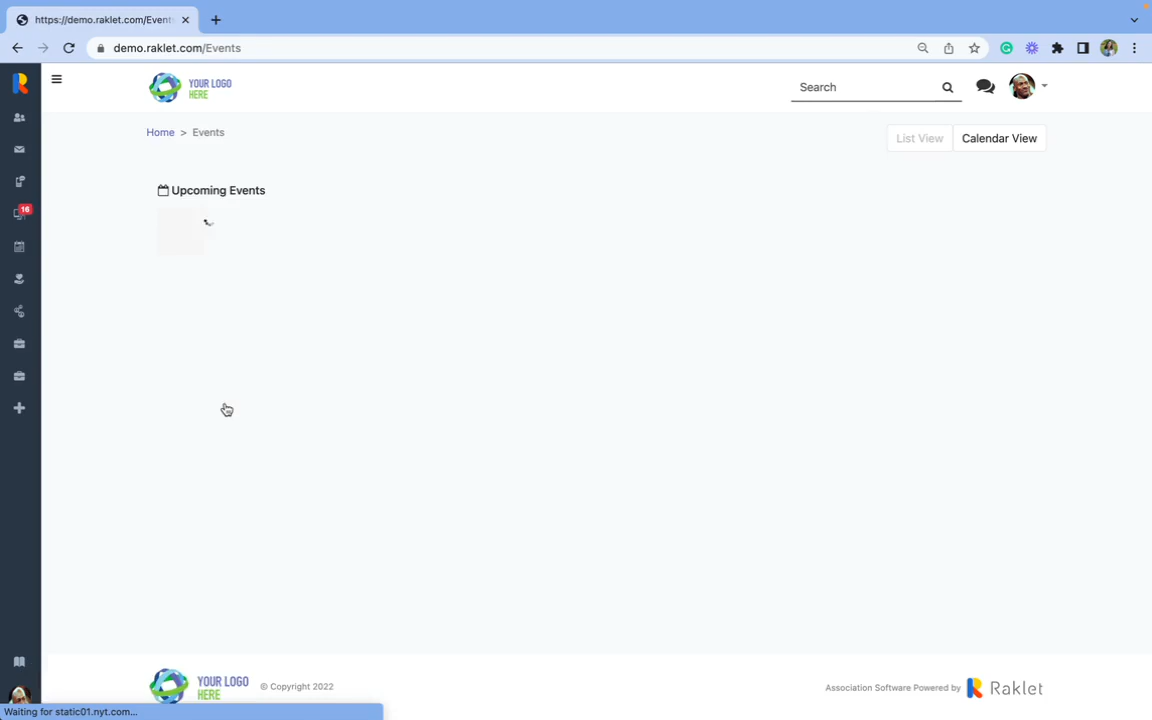 https://demo.raklet.com/Event
demo.raklet.com/Events
YOUR LOGO
HERE
Search
Home > Events
List View
Calendar View
Upcoming Events
16
YOUR LOGO
HERE
© Copyright 2022
Association Software Powered by
Raklet
Waiting for static01.nyt.com...